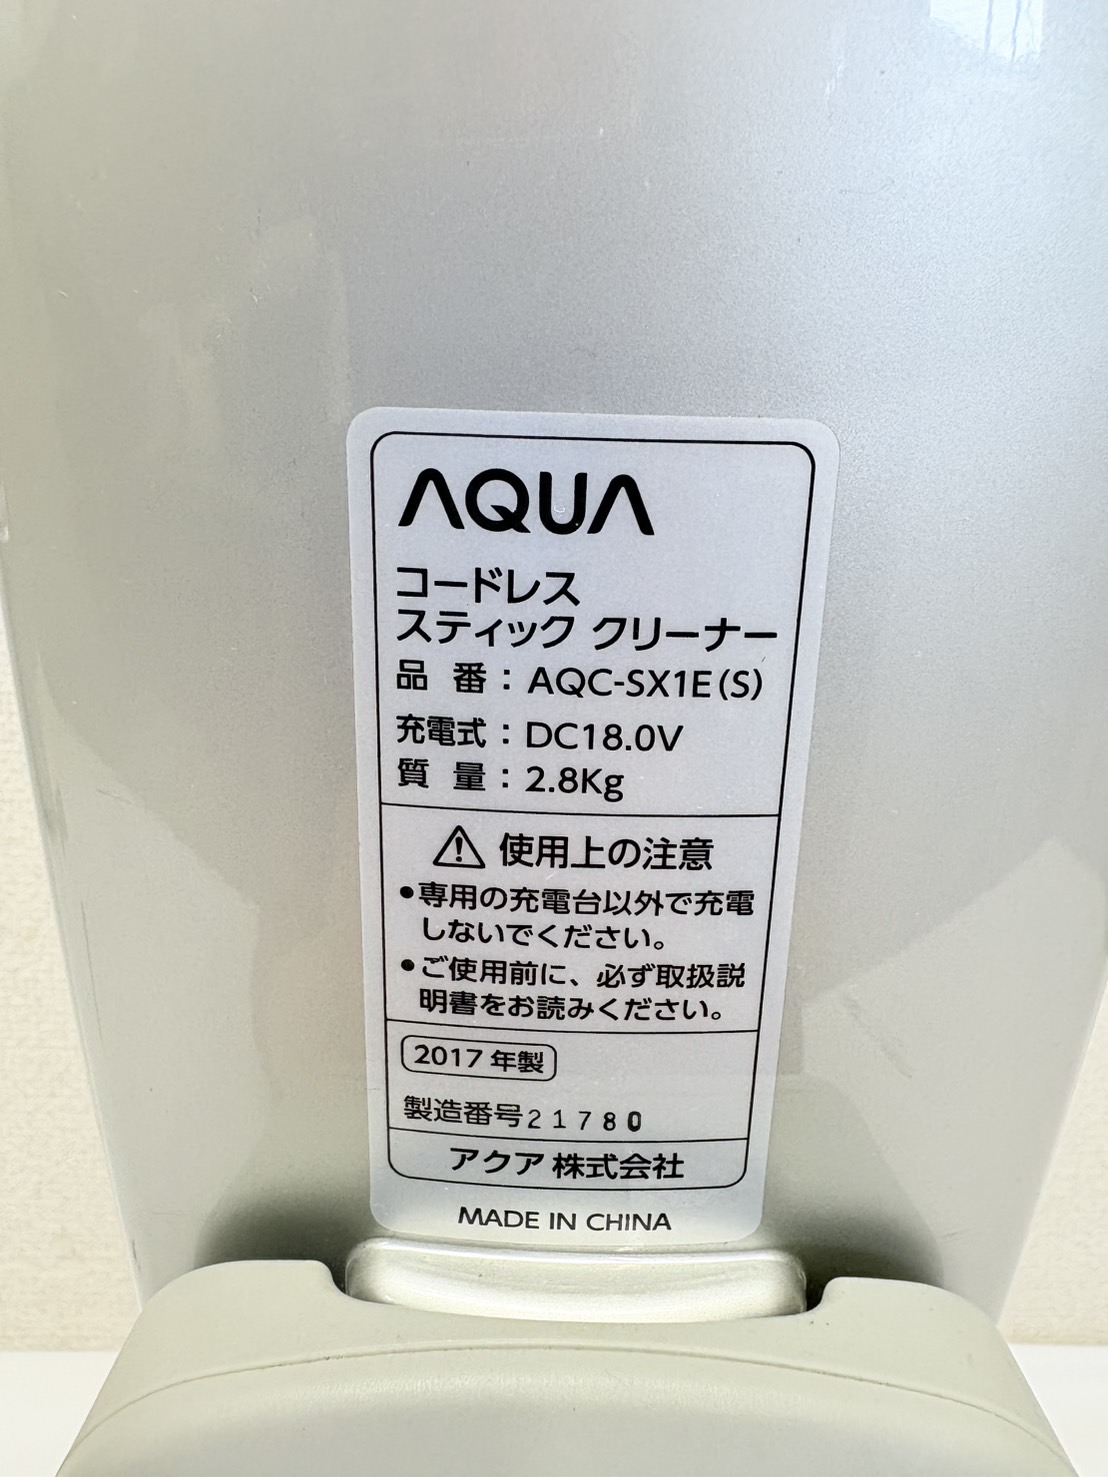 AQUA
コードレス
スティック クリーナー
品 番：AQC-SX1E(S)
充電式：DC18.0V
質 量：2.8Kg
⚠ 使用上の注意
•専用の充電台以外で充電
しないでください。
•ご使用前に、必ず取扱説
明書をお読みください。
2017年製
製造番号21780
アクア 株式会社
MADE IN CHINA